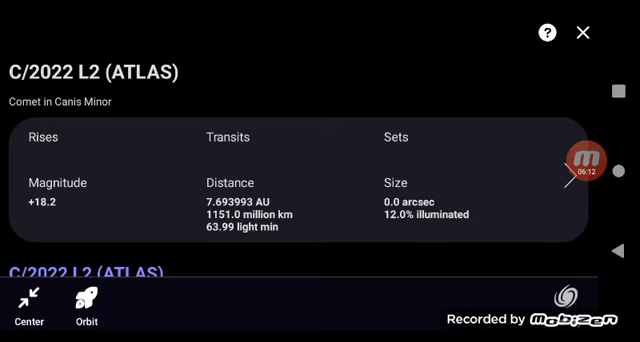 ?
C/2022 L2 (ATLAS)
Comet in Canis Minor
Rises Transits Sets
Magnitude Distance Size
+18.2 7.693993 AU 0.0 arcsec
1151.0 million km 12.0% illuminated
63.99 light min
06:12
C/2022 L2 (ATLAS)
Center Orbit
Recorded by Mobizen